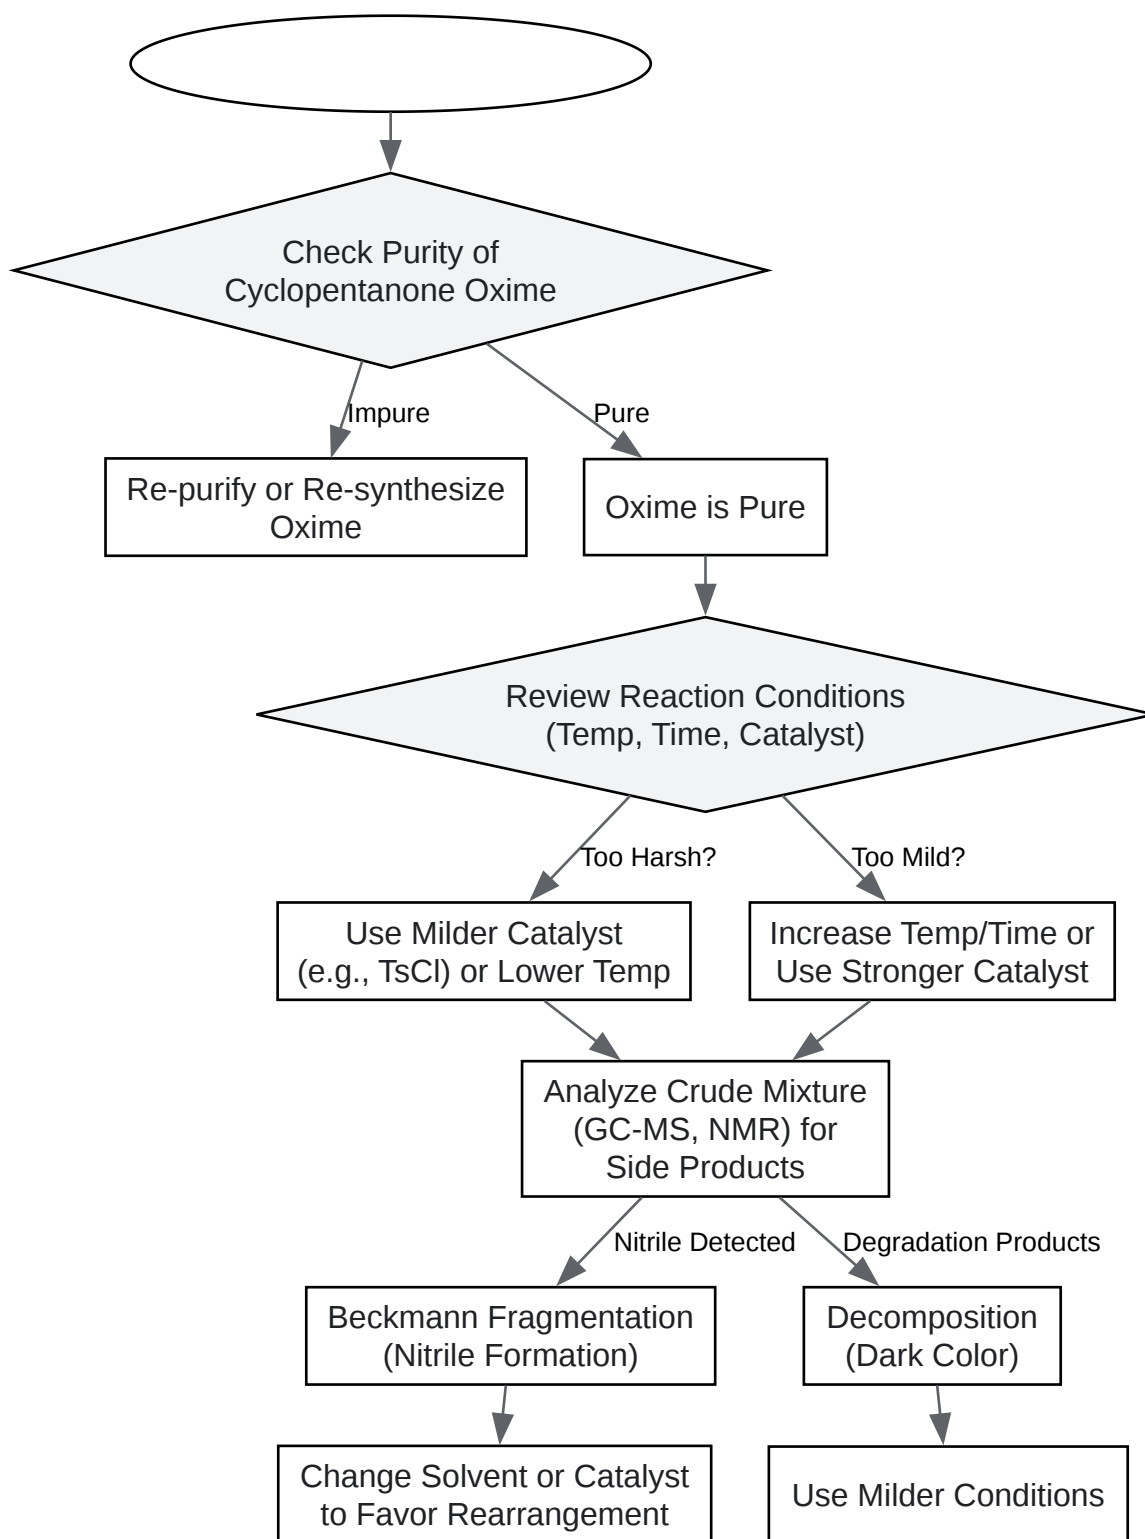 Check Purity of
Cyclopentanone Oxime
Impure
Pure
Re-purify or Re-synthesize
Oxime
Oxime is Pure
Review Reaction Conditions
(Temp, Time, Catalyst)
Too Harsh?
Too Mild?
Use Milder Catalyst
(e.g., TsCl) or Lower Temp
Increase Temp/Time or
Use Stronger Catalyst
Analyze Crude Mixture
(GC-MS, NMR) for
Side Products
Nitrile Detected
Degradation Products
Beckmann Fragmentation
(Nitrile Formation)
Decomposition
(Dark Color)
Change Solvent or Catalyst
to Favor Rearrangement
Use Milder Conditions